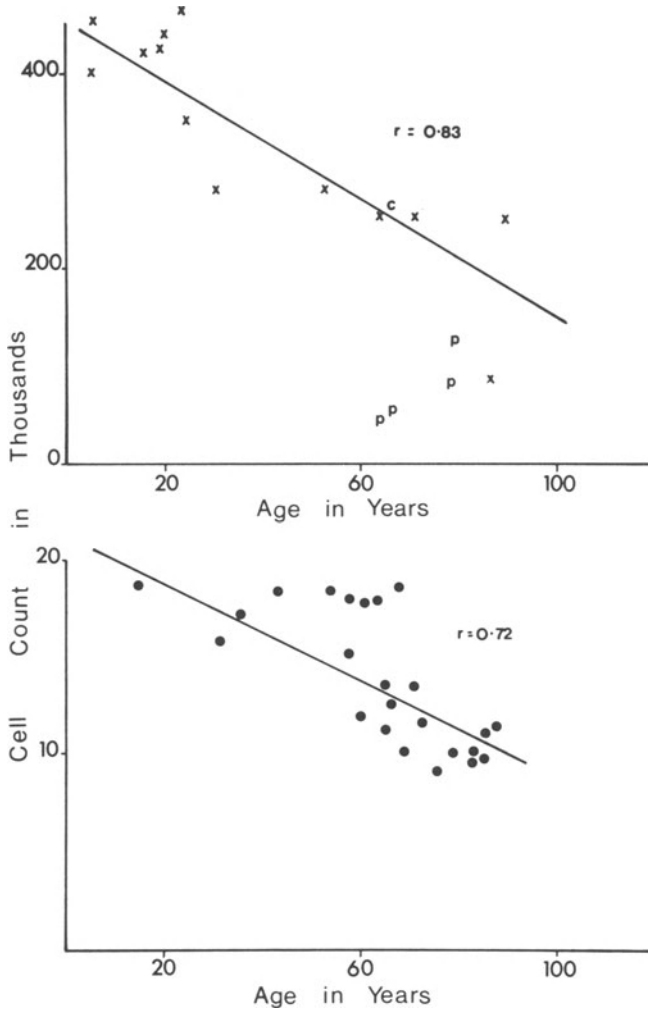 400
200
0
r = 0·83
c
p
p
p
p
20
60
100
Age in Years
Cell Count in Thousands
20
10
r=0·72
20
60
100
Age in Years